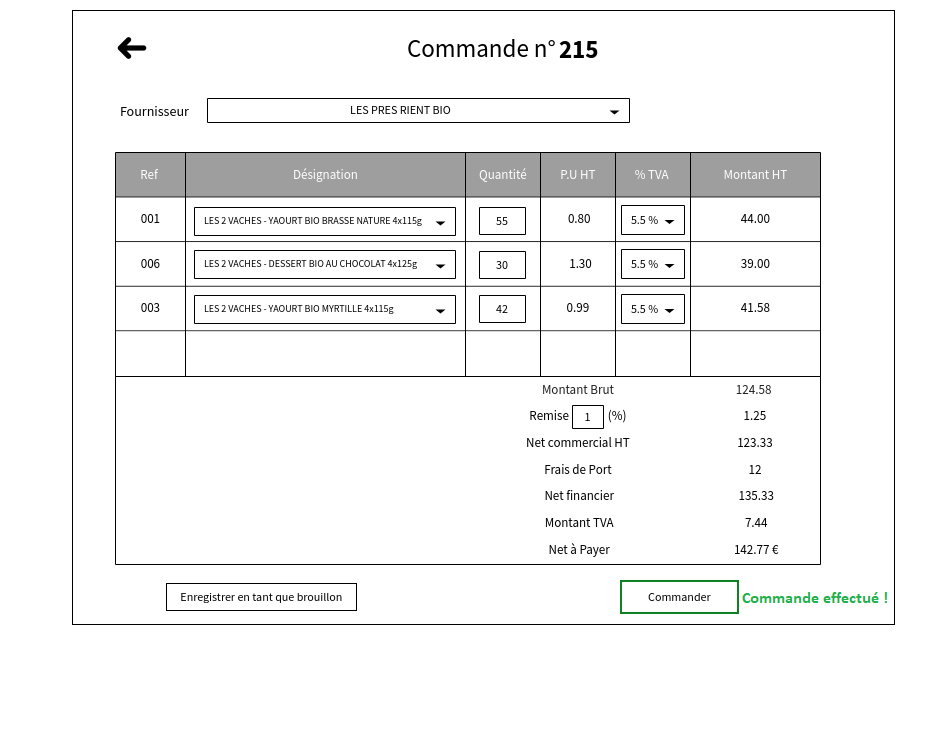 Commande n° 215
Fournisseur LES PRES RIENT BIO
Ref Désignation Quantité P.U HT % TVA Montant HT
001 LES 2 VACHES - YAOURT BIO BRASSE NATURE 4x115g 55 0.80 5.5 % 44.00
006 LES 2 VACHES - DESSERT BIO AU CHOCOLAT 4x125g 30 1.30 5.5 % 39.00
003 LES 2 VACHES - YAOURT BIO MYRTILLE 4x115g 42 0.99 5.5 % 41.58
Montant Brut 124.58
Remise 1 (%) 1.25
Net commercial HT 123.33
Frais de Port 12
Net financier 135.33
Montant TVA 7.44
Net à Payer 142.77 €
Enregistrer en tant que brouillon Commander Commande effectué !